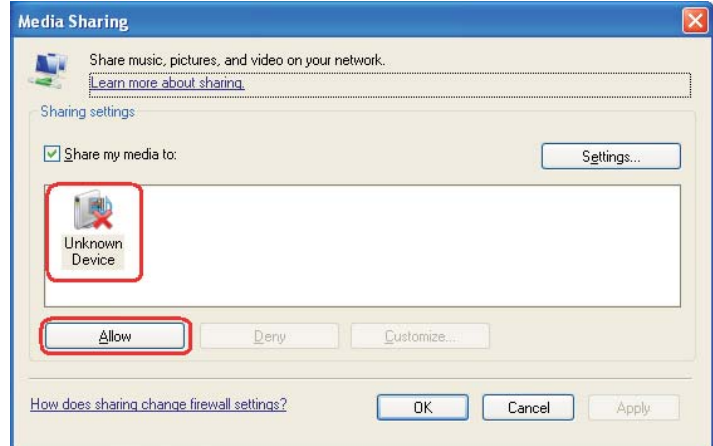 Media Sharing
Share music, pictures, and video on your network.
Learn more about sharing.
Sharing settings
Share my media to:
Settings...
Unknown
Device
Allow
Deny
Customize...
How does sharing change firewall settings?
OK
Cancel
Apply